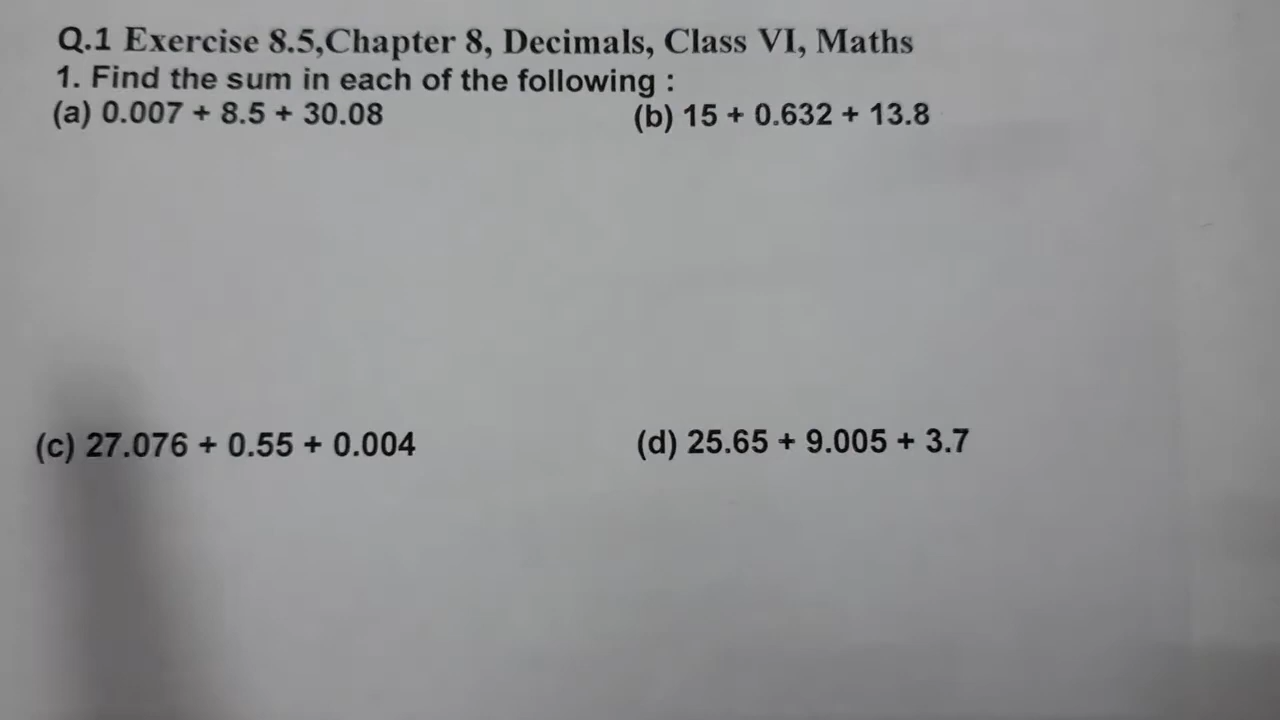 Q.1 Exercise 8.5,Chapter 8, Decimals, Class VI, Maths
1. Find the sum in each of the following :
(a) 0.007 + 8.5 + 30.08
(b) 15 + 0.632 + 13.8
(c) 27.076 + 0.55 + 0.004
(d) 25.65 + 9.005 + 3.7